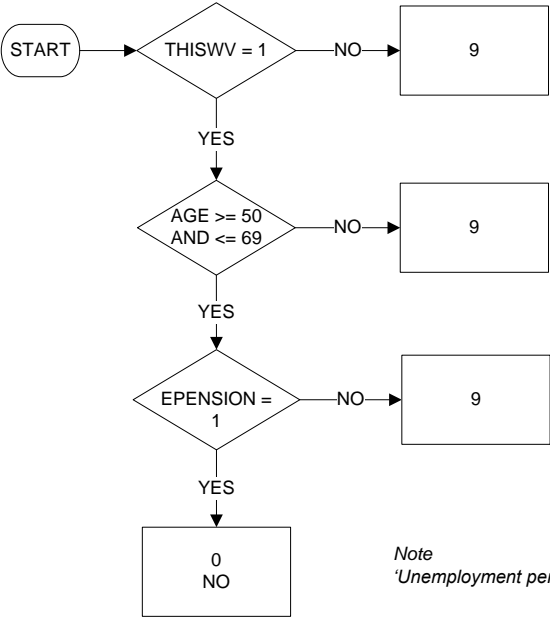 START
THISWV = 1
NO
9
YES
AGE >= 50
AND <= 69
NO
9
YES
EPENSION =
1
NO
9
YES
0
NO
Note
'Unemployment